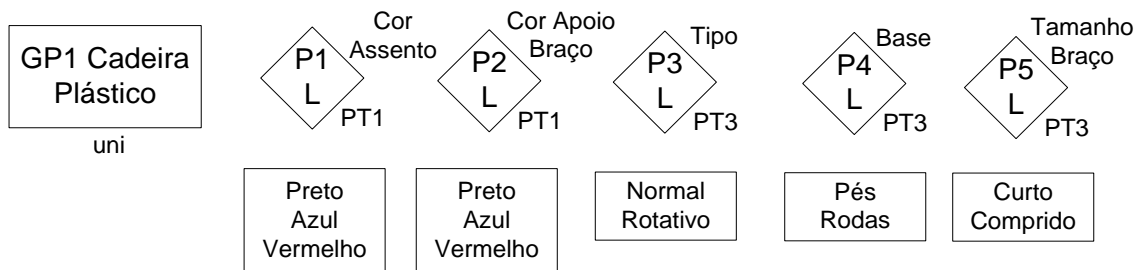 GP1 Cadeira
Plástico
uni
Cor
Assento
P1
L
PT1
Cor Apoio
Braço
P2
L
PT1
Tipo
P3
L
PT3
Base
P4
L
PT3
Tamanho
Braço
P5
L
PT3
Preto
Azul
Vermelho
Preto
Azul
Vermelho
Normal
Rotativo
Pés
Rodas
Curto
Comprido